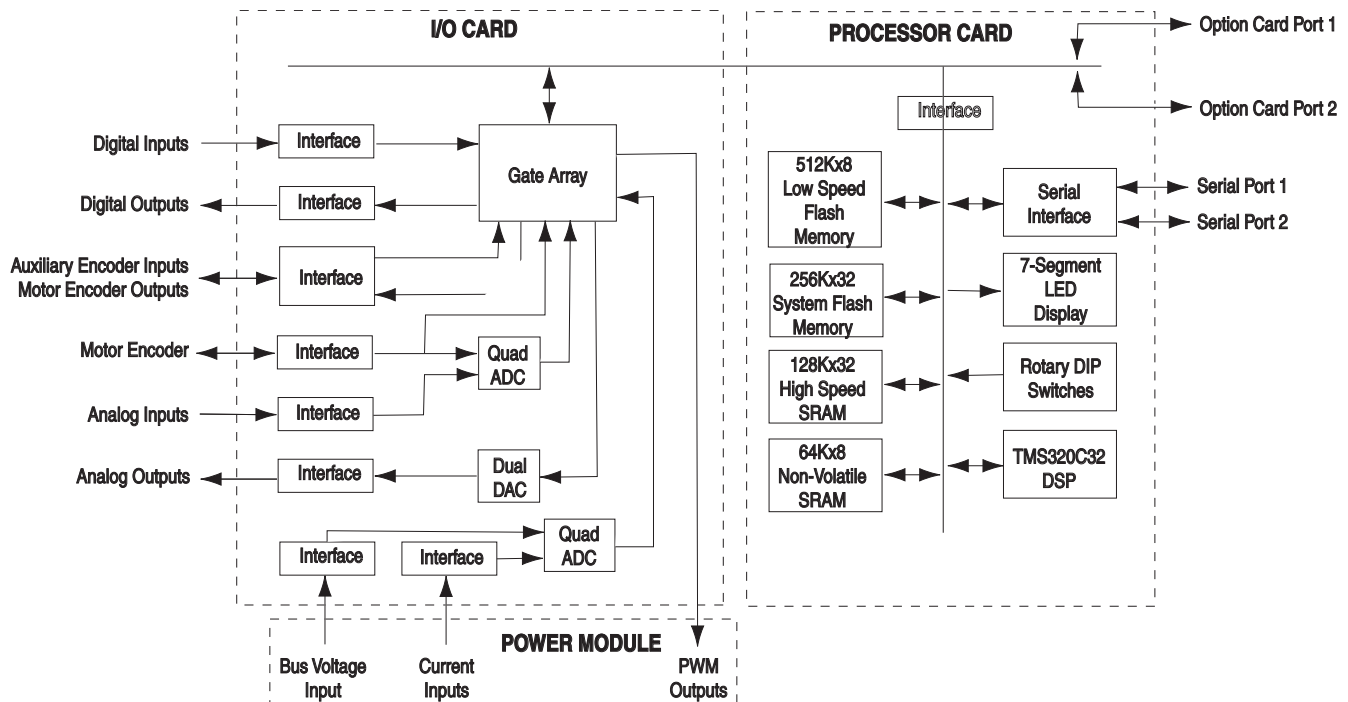 I/O CARD
PROCESSOR CARD
Option Card Port 1
Option Card Port 2
Interface
Digital Inputs
Interface
Gate Array
Digital Outputs
Interface
Auxiliary Encoder Inputs
Motor Encoder Outputs
Interface
Motor Encoder
Interface
Quad
ADC
Analog Inputs
Interface
Analog Outputs
Interface
Dual
DAC
Interface
Interface
Quad
ADC
512Kx8
Low Speed
Flash
Memory
Serial
Interface
Serial Port 1
Serial Port 2
256Kx32
System Flash
Memory
7-Segment
LED
Display
128Kx32
High Speed
SRAM
Rotary DIP
Switches
64Kx8
Non-Volatile
SRAM
TMS320C32
DSP
POWER MODULE
Bus Voltage
Input
Current
Inputs
PWM
Outputs